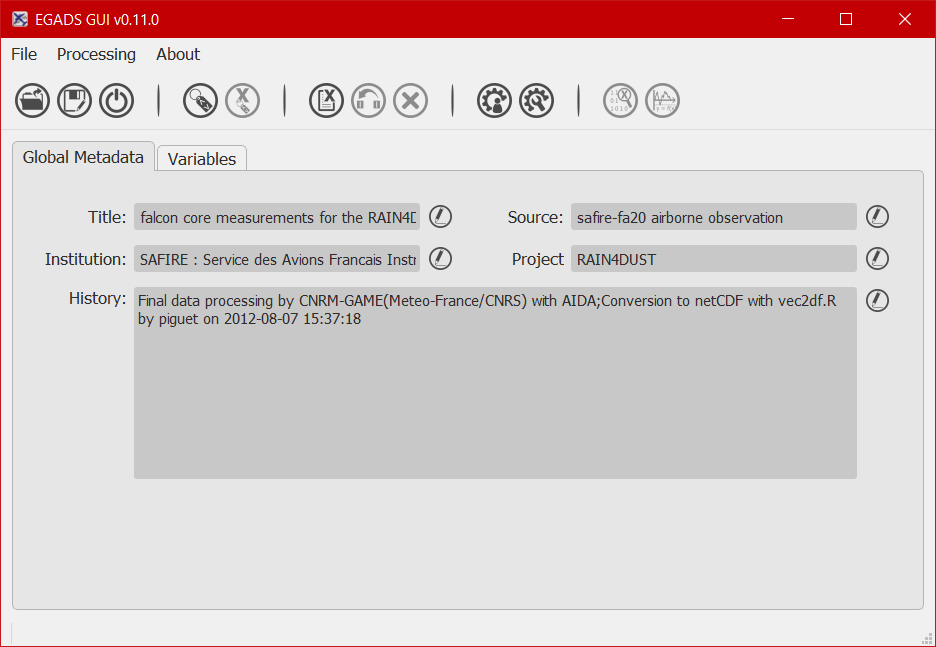 EGADS GUI v0.11.0
File Processing About
Global Metadata Variables
Title: falcon core measurements for the RAIN4D Source: safire-fa20 airborne observation
Institution: SAFIRE : Service des Avions Francais Instr Project RAIN4DUST
History: Final data processing by CNRM-GAME(Meteo-France/CNRS) with AIDA;Conversion to netCDF with vec2df.R
by piguet on 2012-08-07 15:37:18